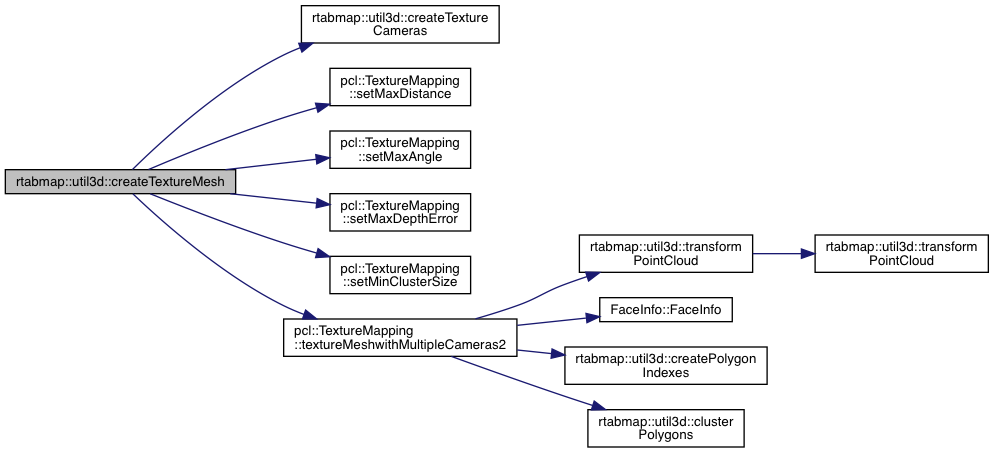 rtabmap::util3d::createTexture
Cameras
pcl::TextureMapping
::setMaxDistance
pcl::TextureMapping
::setMaxAngle
rtabmap::util3d::createTextureMesh
pcl::TextureMapping
::setMaxDepthError
pcl::TextureMapping
::setMinClusterSize
pcl::TextureMapping
::textureMeshwithMultipleCameras2
rtabmap::util3d::transform
PointCloud
rtabmap::util3d::transform
PointCloud
FaceInfo::FaceInfo
rtabmap::util3d::createPolygon
Indexes
rtabmap::util3d::cluster
Polygons